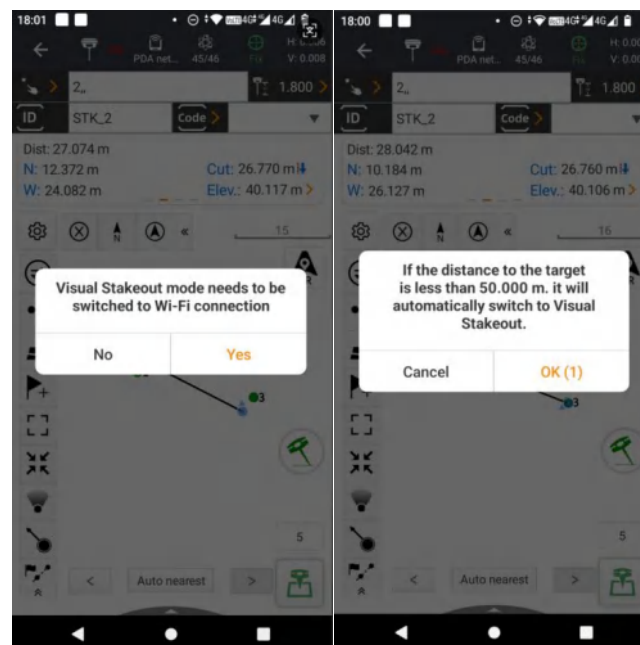 18:01
4G 4G
PDA net...
45/46
Fix
V: 0.008
2,,
1.800
ID
STK_2
Code
Dist: 27.074 m
N: 12.372 m
Cut: 26.770 m
W: 24.082 m
Elev.: 40.117 m
N
«
15
Visual Stakeout mode needs to be
switched to Wi-Fi connection
No
Yes
3
5
<
Auto nearest
>
18:00
4G 4G
PDA net...
45/46
H: 0.00
V: 0.00
2,,
1.800
ID
STK_2
Code
Dist: 28.042 m
N: 10.184 m
Cut: 26.760 m
W: 26.127 m
Elev.: 40.106 m
N
«
16
If the distance to the target
is less than 50.000 m. it will
automatically switch to Visual
Stakeout.
Cancel
OK (1)
3
5
<
Auto nearest
>